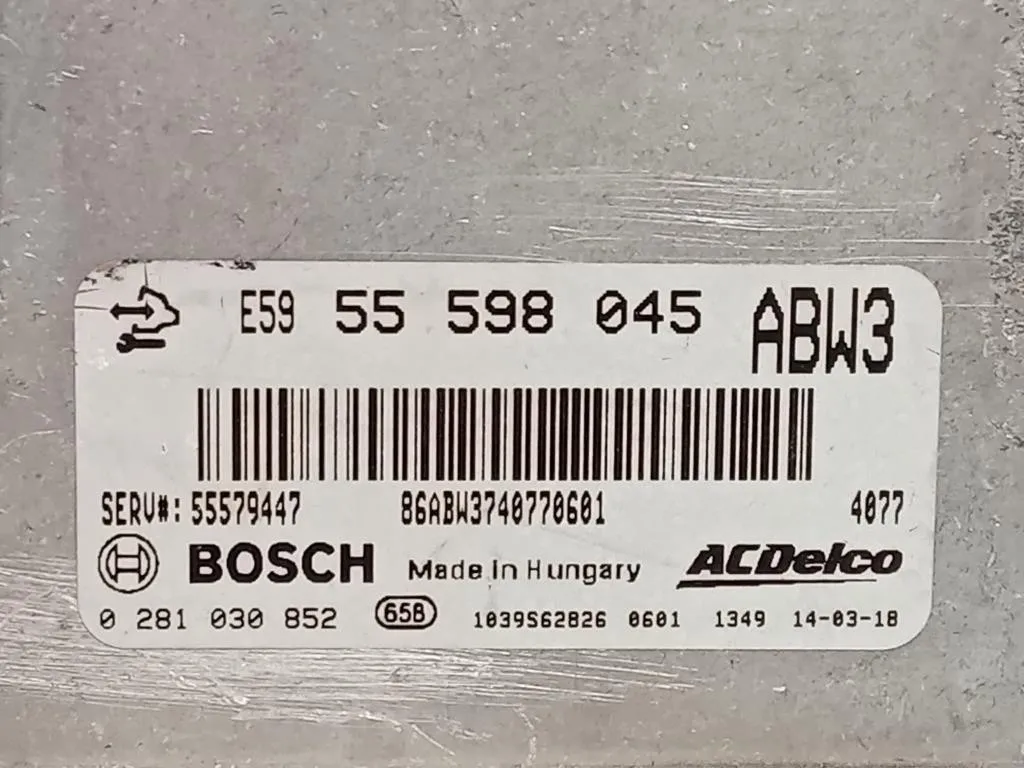 E59 55 598 045 ABW3
SERV#: 55579447 86ABW3740770601 4077
BOSCH Made in Hungary ACDelco
0 281 030 852 65B 1039S62826 0601 1349 14-03-18